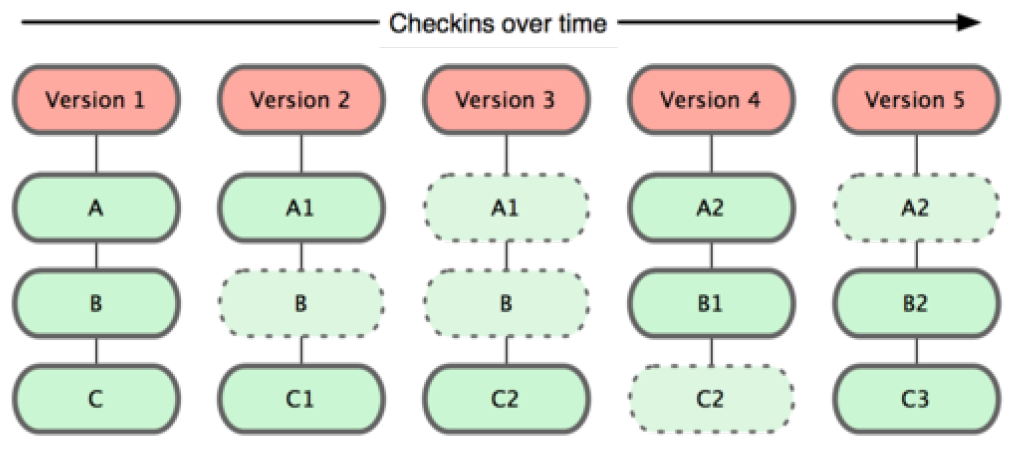 Checkins over time
Version 1 Version 2 Version 3 Version 4 Version 5
A A1 A1 A2 A2
B B B B1 B2
C C1 C2 C2 C3